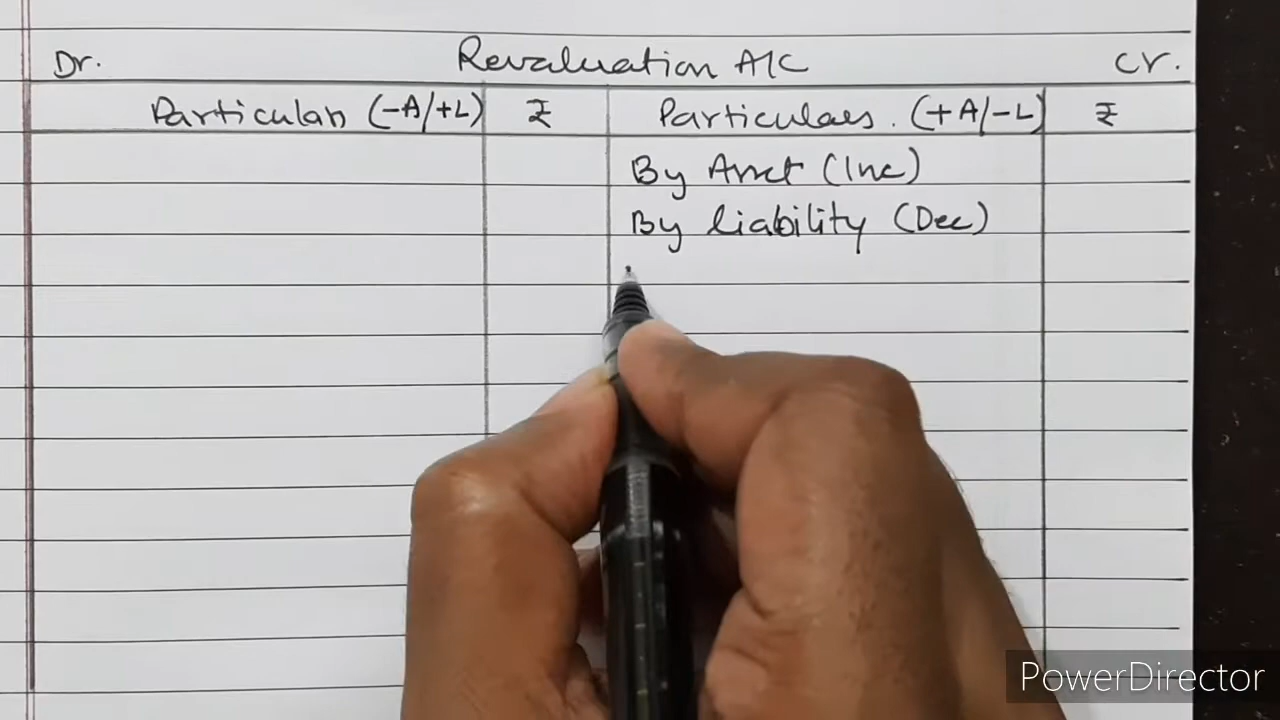 Dr. Revaluation A/C Cr.
Particulars (-A/+L) ₹ Particulars. (+A/-L) ₹
By Asset (Inc)
By liability (Dec)
PowerDirector